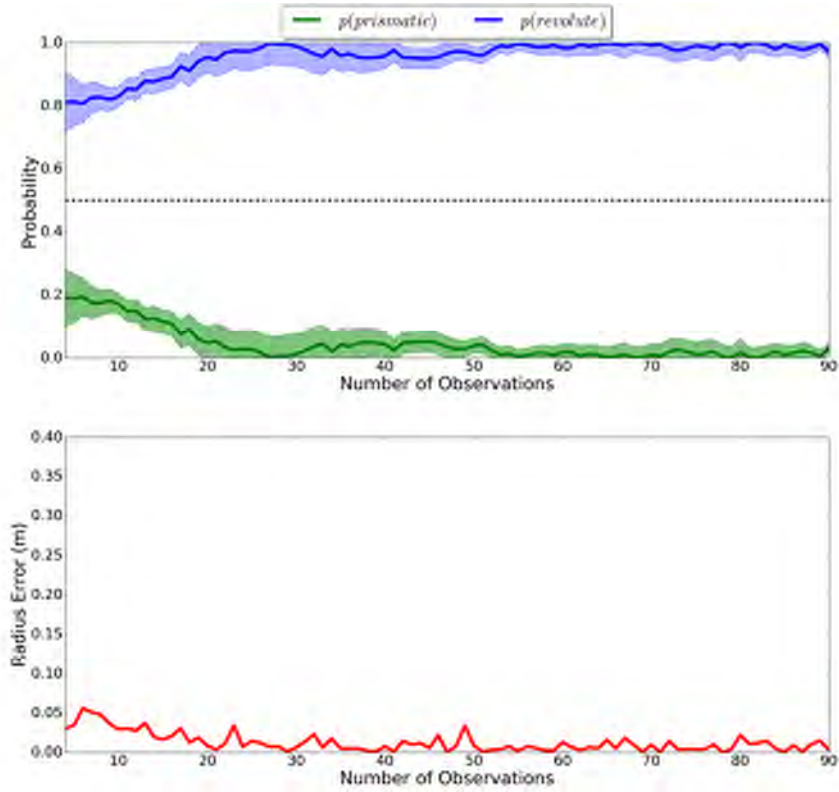 p(prismatic) p(revolute)
1.0
0.8
0.6
0.4
0.2
0.0
Probability
10 20 30 40 50 60 70 80 90
Number of Observations
0.40
0.35
0.30
0.25
0.20
0.15
0.10
0.05
0.00
Radius Error (m)
10 20 30 40 50 60 70 80 90
Number of Observations